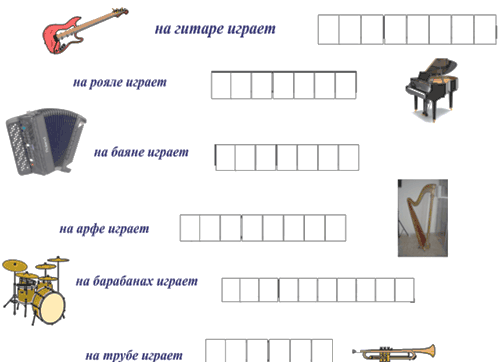 на гитаре играет
на рояле играет
на баяне играет
на арфе играет
на барабанах играет
на трубе играет